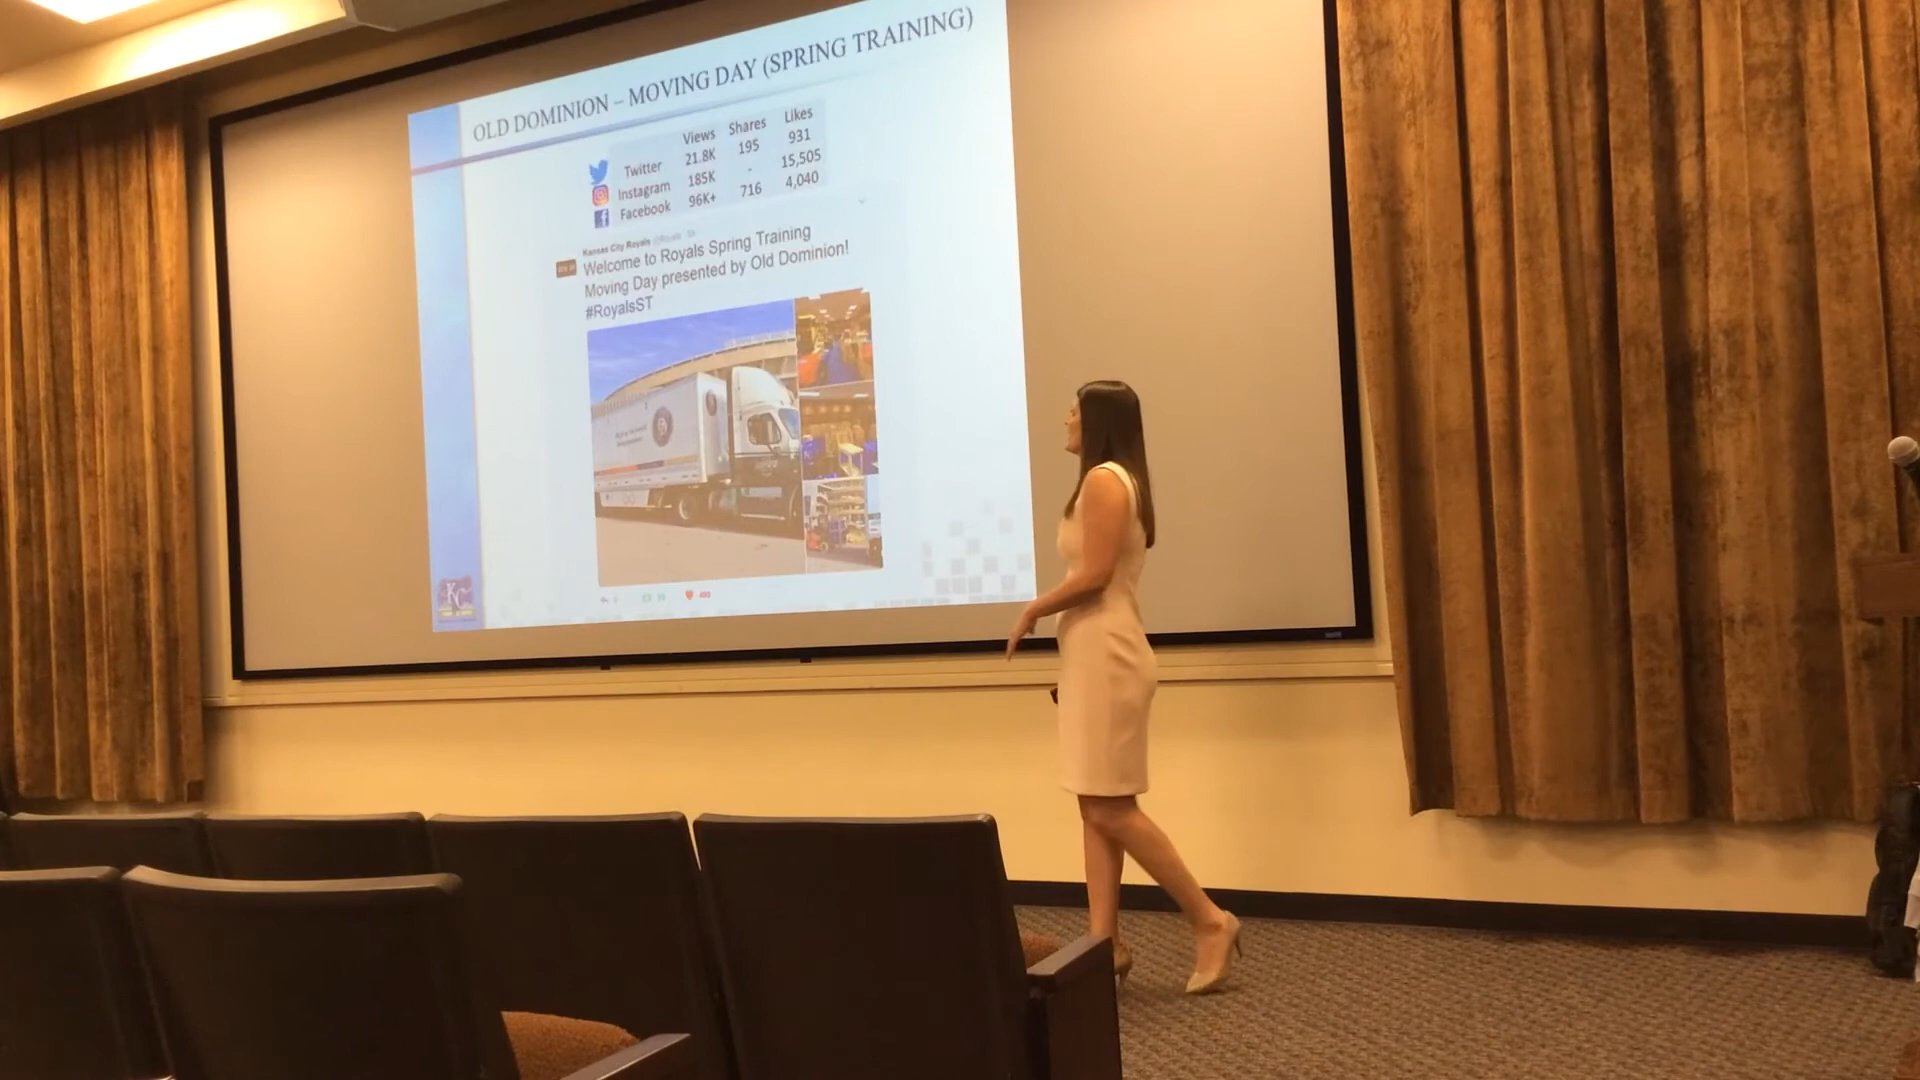 OLD DOMINION – MOVING DAY (SPRING TRAINING)
Views Shares Likes
Twitter 21.8K 195 931
Instagram 185K - 15,505
Facebook 96K+ 716 4,040
Kansas City Royals @Royals
Welcome to Royals Spring Training
Moving Day presented by Old Dominion!
#RoyalsST
KC